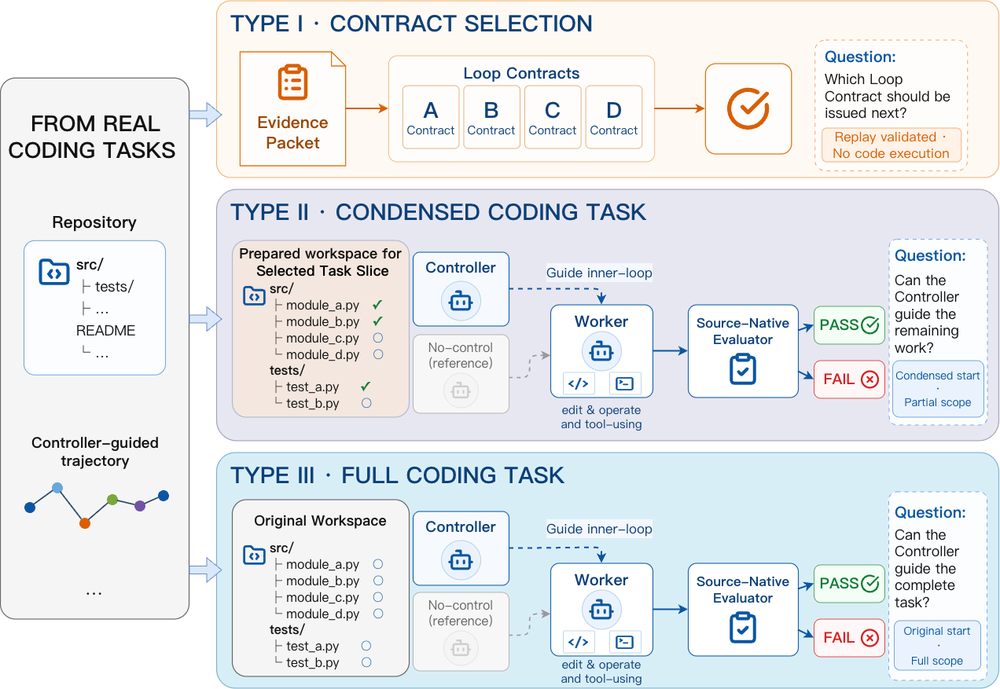 FROM REAL
CODING TASKS
Repository
src/
├ tests/
├ ...
README
└ ...
Controller-guided
trajectory
...
TYPE I · CONTRACT SELECTION
Evidence
Packet
Loop Contracts
A
Contract
B
Contract
C
Contract
D
Contract
Question:
Which Loop
Contract should be
issued next?
Replay validated ·
No code execution
TYPE II · CONDENSED CODING TASK
Prepared workspace for
Selected Task Slice
src/
├ module_a.py ✓
├ module_b.py ✓
├ module_c.py ○
└ module_d.py ○
tests/
├ test_a.py ✓
└ test_b.py ○
Controller
No-control
(reference)
Guide inner-loop
Worker
</>
edit & operate
and tool-using
Source-Native
Evaluator
PASS
FAIL
Question:
Can the
Controller
guide the
remaining
work?
Condensed start
·
Partial scope
TYPE III · FULL CODING TASK
Original Workspace
src/
├ module_a.py ○
├ module_b.py ○
├ module_c.py ○
└ module_d.py ○
tests/
├ test_a.py ○
└ test_b.py ○
Controller
No-control
(reference)
Guide inner-loop
Worker
</>
edit & operate
and tool-using
Source-Native
Evaluator
PASS
FAIL
Question:
Can the
Controller
guide the
complete
task?
Original start
·
Full scope